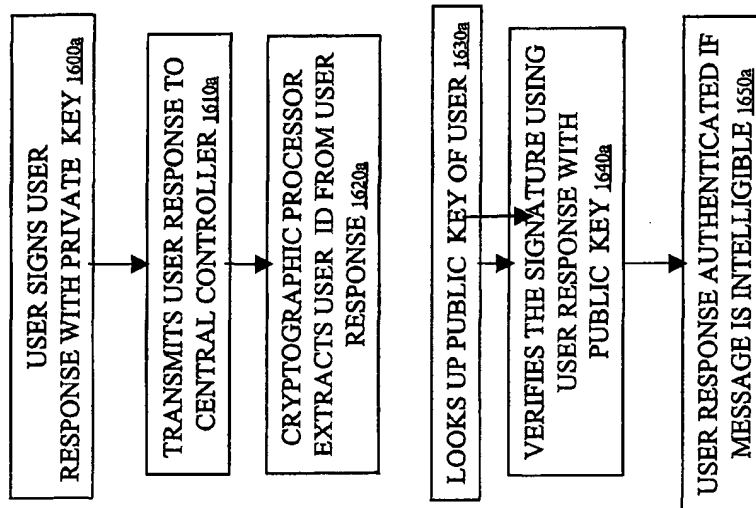 USER SIGNS USER
RESPONSE WITH PRIVATE KEY 1600a
TRANSMITS USER RESPONSE TO
CENTRAL CONTROLLER 1610a
CRYPTOGRAPHIC PROCESSOR
EXTRACTS USER ID FROM USER
RESPONSE 1620a
LOOKS UP PUBLIC KEY OF USER 1630a
VERIFIES THE SIGNATURE USING
USER RESPONSE WITH
PUBLIC KEY 1640a
USER RESPONSE AUTHENTICATED IF
MESSAGE IS INTELLIGIBLE 1650a